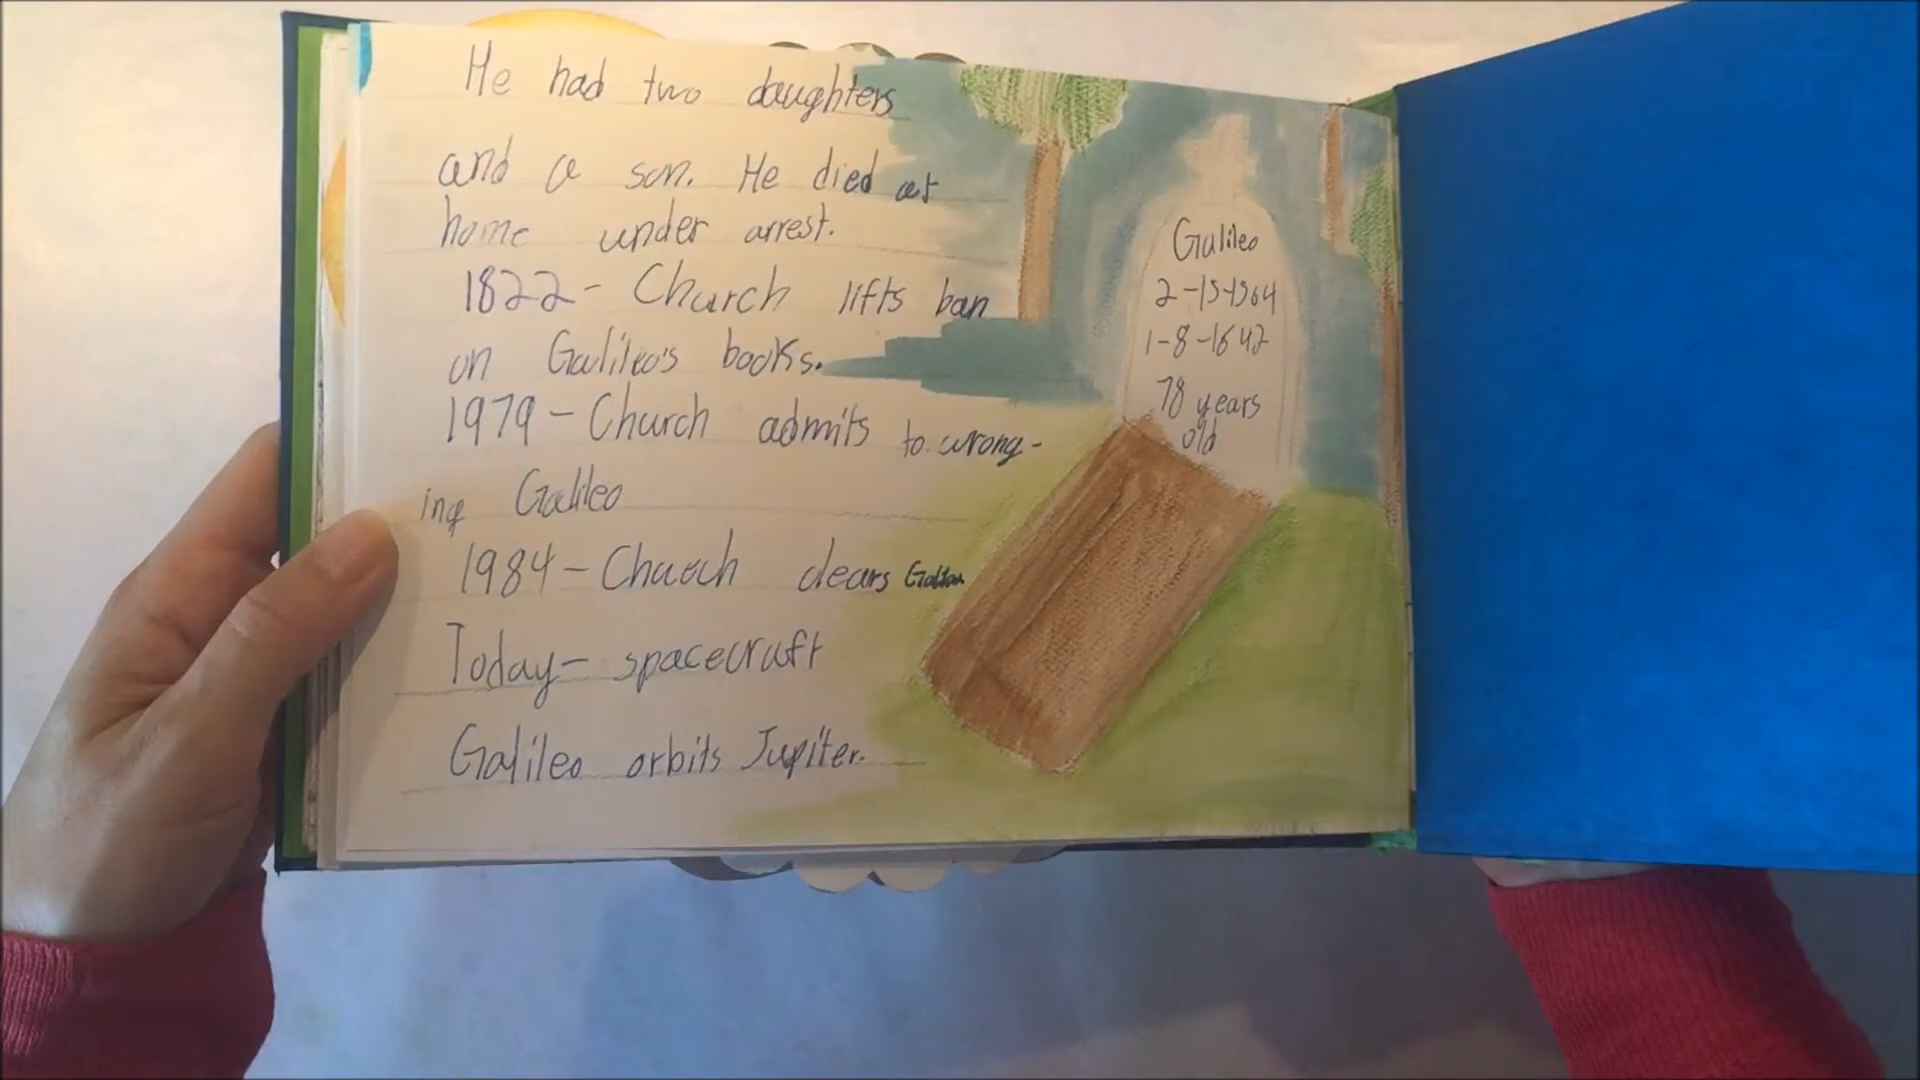 He had two daughters
and a son. He died at
home under arrest.
1822- Church lifts ban
on Galileo's books.
1979- Church admits to wrong-
ing Galileo
1984- Church clears
Today- spacecraft
Galileo orbits Jupiter.
Galileo
2-15-1564
1-8-1642
78 years
old